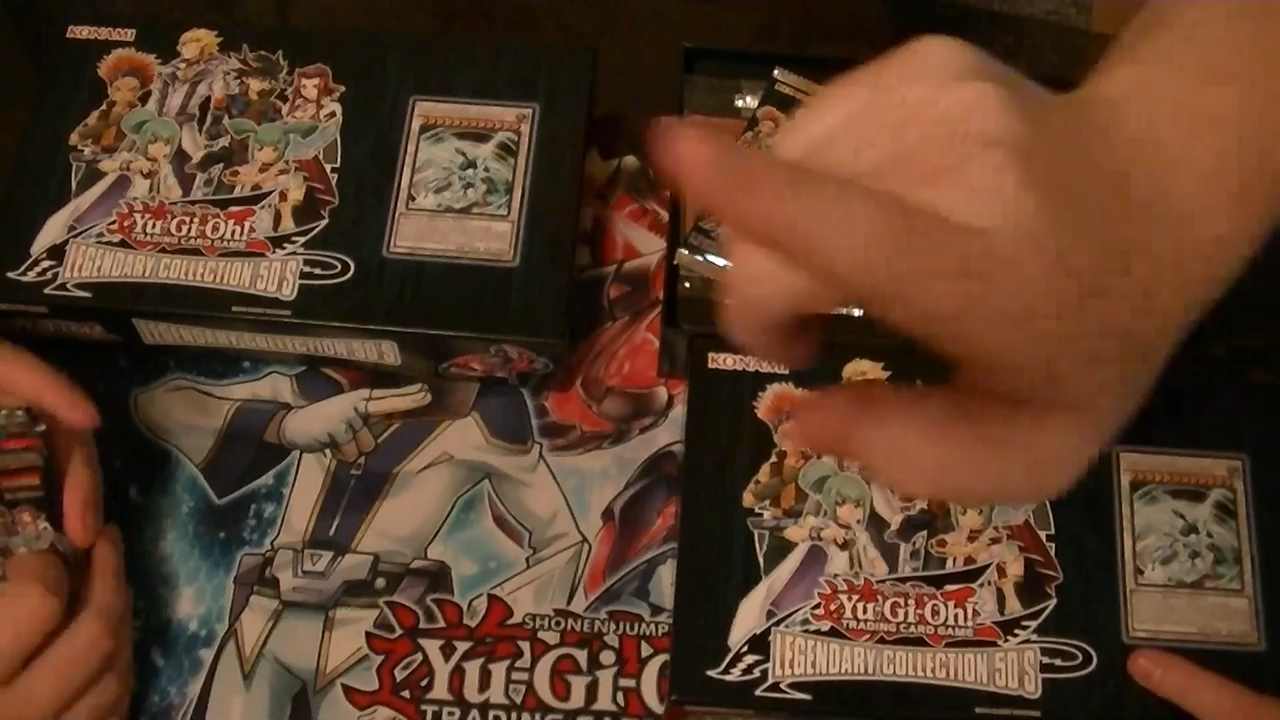 KONAMI
Yu-Gi-Oh!
TRADING CARD GAME
LEGENDARY COLLECTION 5D'S
LEGENDARY COLLECTION 5D'S
KONAMI
SHONEN JUMP
Yu-Gi-O
TRADING CARD
Yu-Gi-Oh!
TRADING CARD GAME
LEGENDARY COLLECTION 5D'S